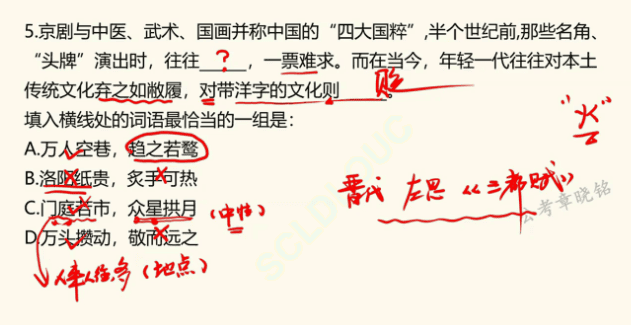 5.京剧与中医、武术、国画并称中国的“四大国粹”,半个世纪前,那些名角、
“头牌”演出时，往往_____，一票难求。而在当今，年轻一代往往对本土
?
传统文化弃之如敝履，对带洋字的文化则_____。
贬
填入横线处的词语最恰当的一组是：
“火”
A.万人空巷，趋之若鹜
B.洛阳纸贵，炙手可热
晋代 左思《三都赋》
C.门庭若市，众星拱月
(中性)
D.万头攒动，敬而远之
人多(地点)
公考章晓铭